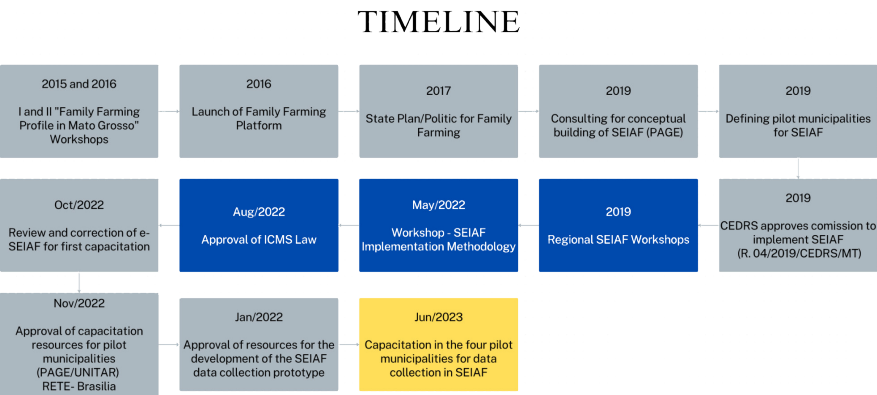 TIMELINE
2015 and 2016
I and II "Family Farming
Profile in Mato Grosso"
Workshops
2016
Launch of Family Farming
Platform
2017
State Plan/Politic for Family
Farming
2019
Consulting for conceptual
building of SEIAF (PAGE)
2019
Defining pilot municipalities
for SEIAF
2019
CEDRS approves comission to
implement SEIAF
(R. 04/2019/CEDRS/MT)
2019
Regional SEIAF Workshops
May/2022
Workshop - SEIAF
Implementation Methodology
Aug/2022
Approval of ICMS Law
Oct/2022
Review and correction of e-
SEIAF for first capacitation
Nov/2022
Approval of capacitation
resources for pilot
municipalities
(PAGE/UNITAR)
RETE- Brasilia
Jan/2022
Approval of resources for the
development of the SEIAF
data collection prototype
Jun/2023
Capacitation in the four pilot
municipalities for data
collection in SEIAF